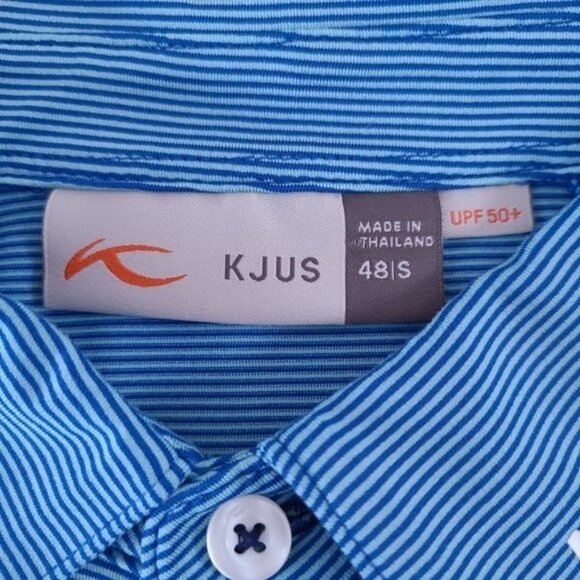 KJUS
MADE IN
THAILAND
48|S
UPF 50+